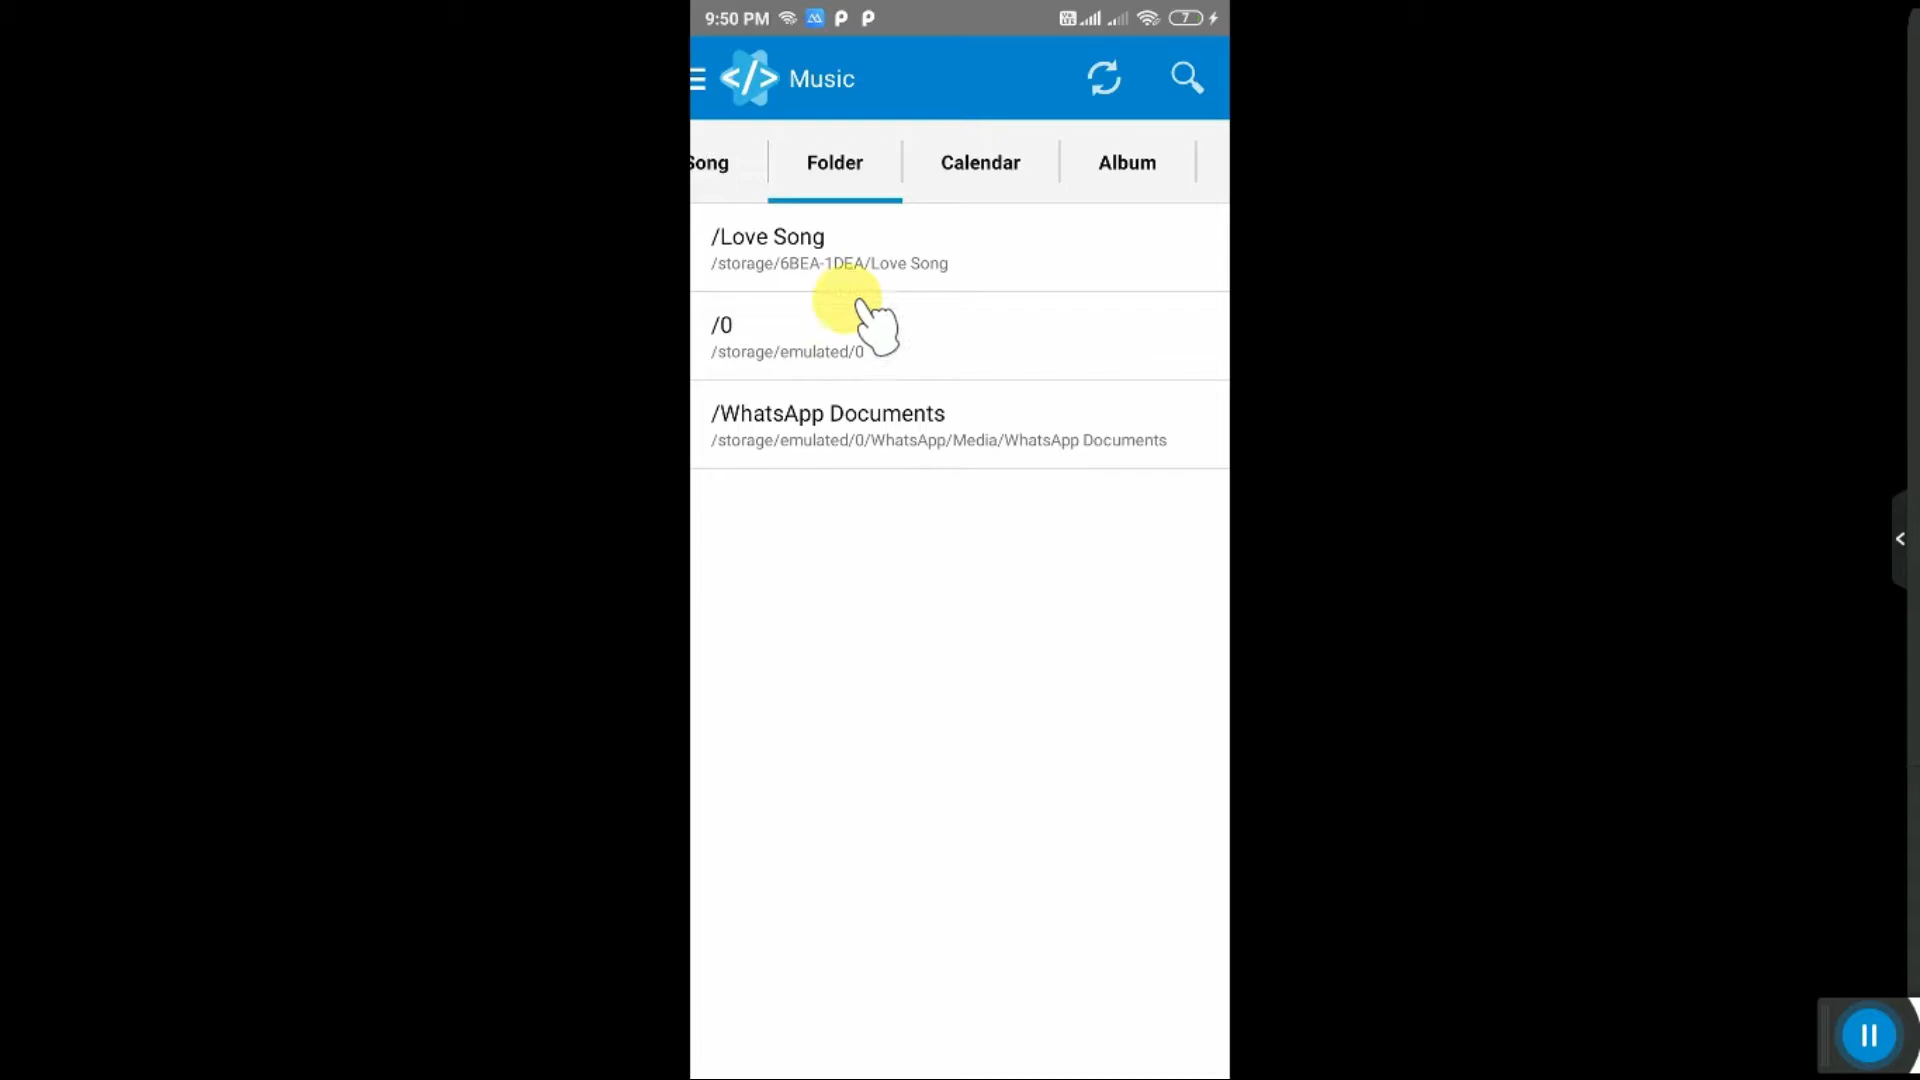 9:50 PM
7
</> Music
Song
Folder
Calendar
Album
/Love Song
/storage/6BEA-1DEA/Love Song
/0
/storage/emulated/0
/WhatsApp Documents
/storage/emulated/0/WhatsApp/Media/WhatsApp Documents